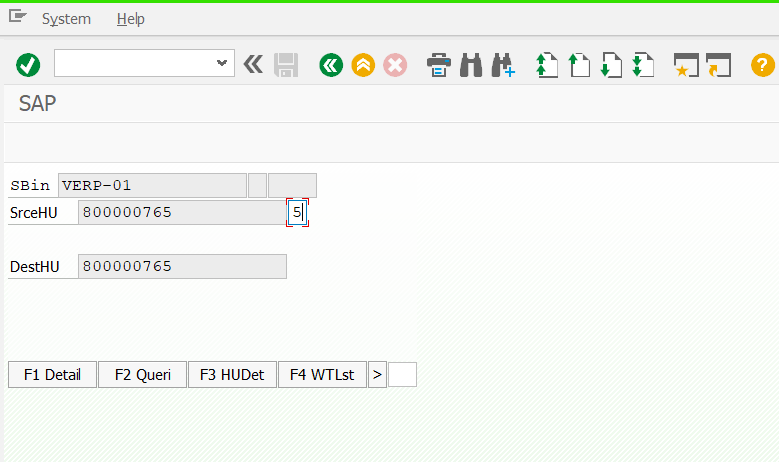 System Help
SAP
SBin VERP-01
SrceHU 800000765 5
DestHU 800000765
F1 Detail F2 Queri F3 HUDet F4 WTLst >